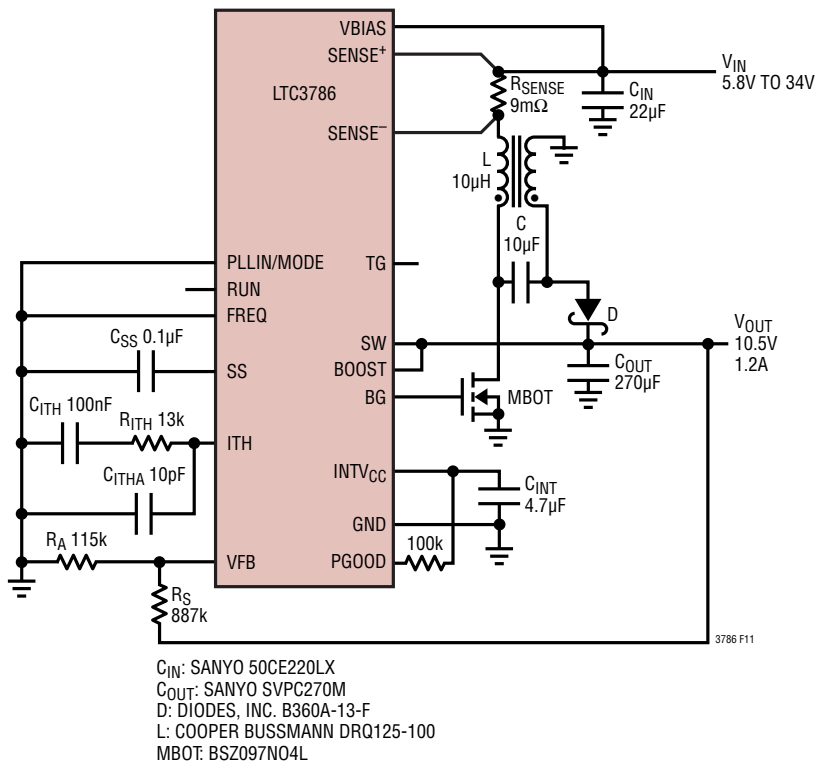 VBIAS
SENSE+
LTC3786
SENSE–
PLLIN/MODE
RUN
FREQ
SS
ITH
VFB
TG
SW
BOOST
BG
INTVCC
GND
PGOOD
VIN
5.8V TO 34V
RSENSE
9mΩ
CIN
22µF
L
10µH
C
10µF
D
VOUT
10.5V
1.2A
COUT
270µF
MBOT
CINT
4.7µF
100k
CSS 0.1µF
CITH 100nF
RITH 13k
CITHA 10pF
RA 115k
RS
887k
3786 F11
CIN: SANYO 50CE220LX
COUT: SANYO SVPC270M
D: DIODES, INC. B360A-13-F
L: COOPER BUSSMANN DRQ125-100
MBOT: BSZ097NO4L